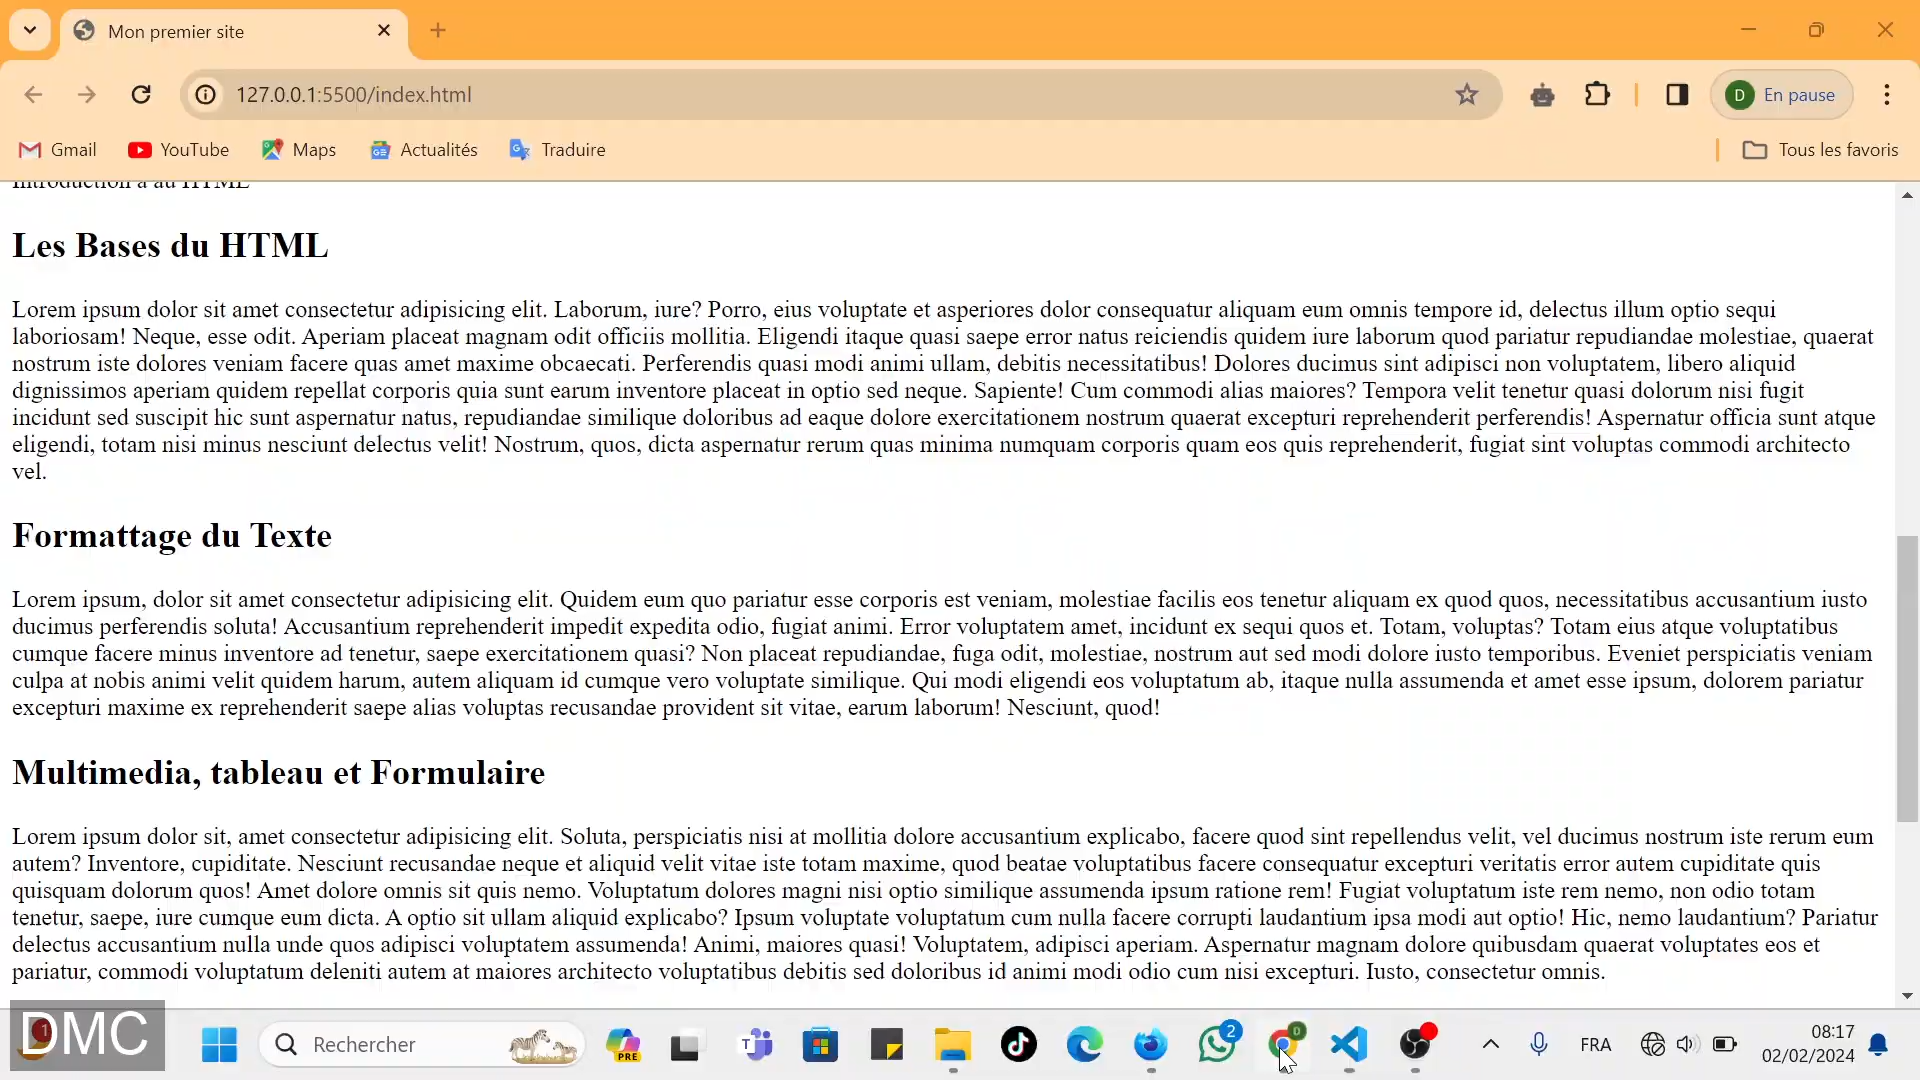 Mon premier site
127.0.0.1:5500/index.html
D
En pause
Gmail
YouTube
Maps
Actualités
Traduire
Tous les favoris
Introduction à au HTML
Les Bases du HTML
Lorem ipsum dolor sit amet consectetur adipisicing elit. Laborum, iure? Porro, eius voluptate et asperiores dolor consequatur aliquam eum omnis tempore id, delectus illum optio sequi
laboriosam! Neque, esse odit. Aperiam placeat magnam odit officiis mollitia. Eligendi itaque quasi saepe error natus reiciendis quidem iure laborum quod pariatur repudiandae molestiae, quaerat
nostrum iste dolores veniam facere quas amet maxime obcaecati. Perferendis quasi modi animi ullam, debitis necessitatibus! Dolores ducimus sint adipisci non voluptatem, libero aliquid
dignissimos aperiam quidem repellat corporis quia sunt earum inventore placeat in optio sed neque. Sapiente! Cum commodi alias maiores? Tempora velit tenetur quasi dolorum nisi fugit
incidunt sed suscipit hic sunt aspernatur natus, repudiandae similique doloribus ad eaque dolore exercitationem nostrum quaerat excepturi reprehenderit perferendis! Aspernatur officia sunt atque
eligendi, totam nisi minus nesciunt delectus velit! Nostrum, quos, dicta aspernatur rerum quas minima numquam corporis quam eos quis reprehenderit, fugiat sint voluptas commodi architecto
vel.
Formattage du Texte
Lorem ipsum, dolor sit amet consectetur adipisicing elit. Quidem eum quo pariatur esse corporis est veniam, molestiae facilis eos tenetur aliquam ex quod quos, necessitatibus accusantium iusto
ducimus perferendis soluta! Accusantium reprehenderit impedit expedita odio, fugiat animi. Error voluptatem amet, incidunt ex sequi quos et. Totam, voluptas? Totam eius atque voluptatibus
cumque facere minus inventore ad tenetur, saepe exercitationem quasi? Non placeat repudiandae, fuga odit, molestiae, nostrum aut sed modi dolore iusto temporibus. Eveniet perspiciatis veniam
culpa at nobis animi velit quidem harum, autem aliquam id cumque vero voluptate similique. Qui modi eligendi eos voluptatum ab, itaque nulla assumenda et amet esse ipsum, dolorem pariatur
excepturi maxime ex reprehenderit saepe alias voluptas recusandae provident sit vitae, earum laborum! Nesciunt, quod!
Multimedia, tableau et Formulaire
Lorem ipsum dolor sit, amet consectetur adipisicing elit. Soluta, perspiciatis nisi at mollitia dolore accusantium explicabo, facere quod sint repellendus velit, vel ducimus nostrum iste rerum eum
autem? Inventore, cupiditate. Nesciunt recusandae neque et aliquid velit vitae iste totam maxime, quod beatae voluptatibus facere consequatur excepturi veritatis error autem cupiditate quis
quisquam dolorum quos! Amet dolore omnis sit quis nemo. Voluptatum dolores magni nisi optio similique assumenda ipsum ratione rem! Fugiat voluptatum iste rem nemo, non odio totam
tenetur, saepe, iure cumque eum dicta. A optio sit ullam aliquid explicabo? Ipsum voluptate voluptatum cum nulla facere corrupti laudantium ipsa modi aut optio! Hic, nemo laudantium? Pariatur
delectus accusantium nulla unde quos adipisci voluptatem assumenda! Animi, maiores quasi! Voluptatem, adipisci aperiam. Aspernatur magnam dolore quibusdam quaerat voluptates eos et
pariatur, commodi voluptatum deleniti autem at maiores architecto voluptatibus debitis sed doloribus id animi modi odio cum nisi excepturi. Iusto, consectetur omnis.
DMC
1
Rechercher
PRE
2
D
FRA
08:17
02/02/2024